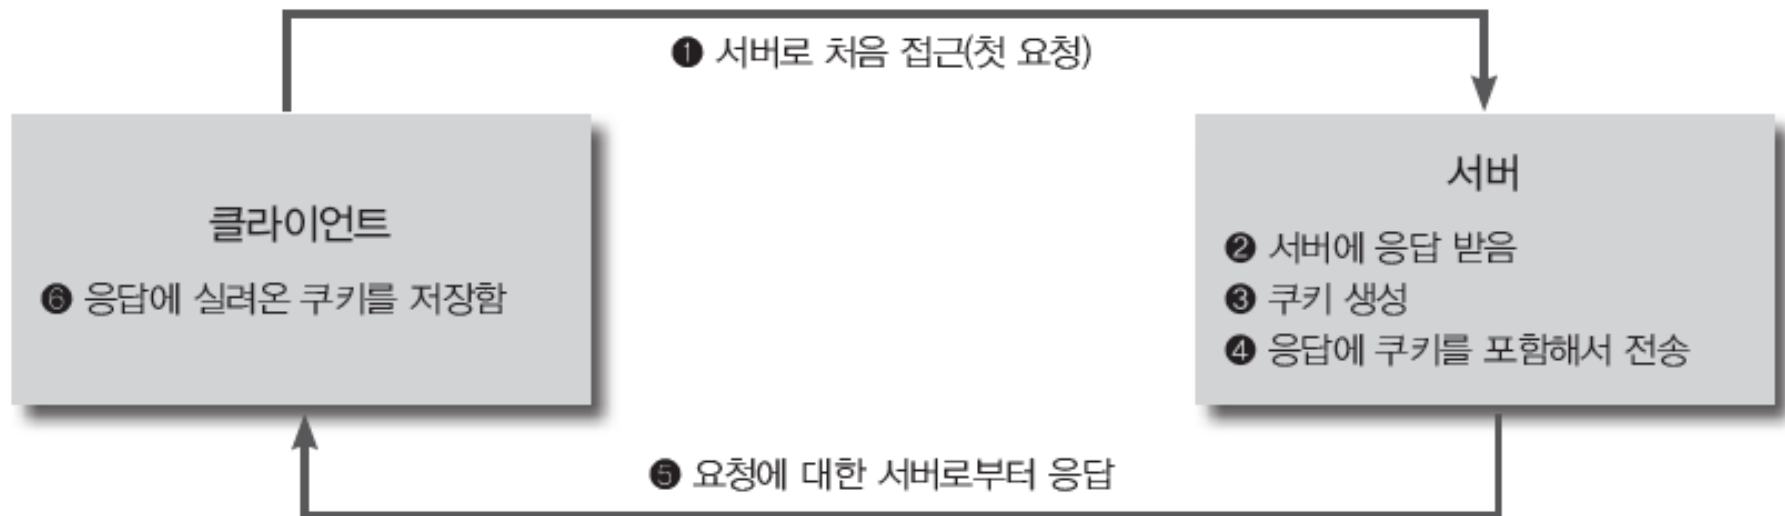 ❶ 서버로 처음 접근(첫 요청)
클라이언트
❻ 응답에 실려온 쿠키를 저장함
서버
❷ 서버에 응답 받음
❸ 쿠키 생성
❹ 응답에 쿠키를 포함해서 전송
❺ 요청에 대한 서버로부터 응답